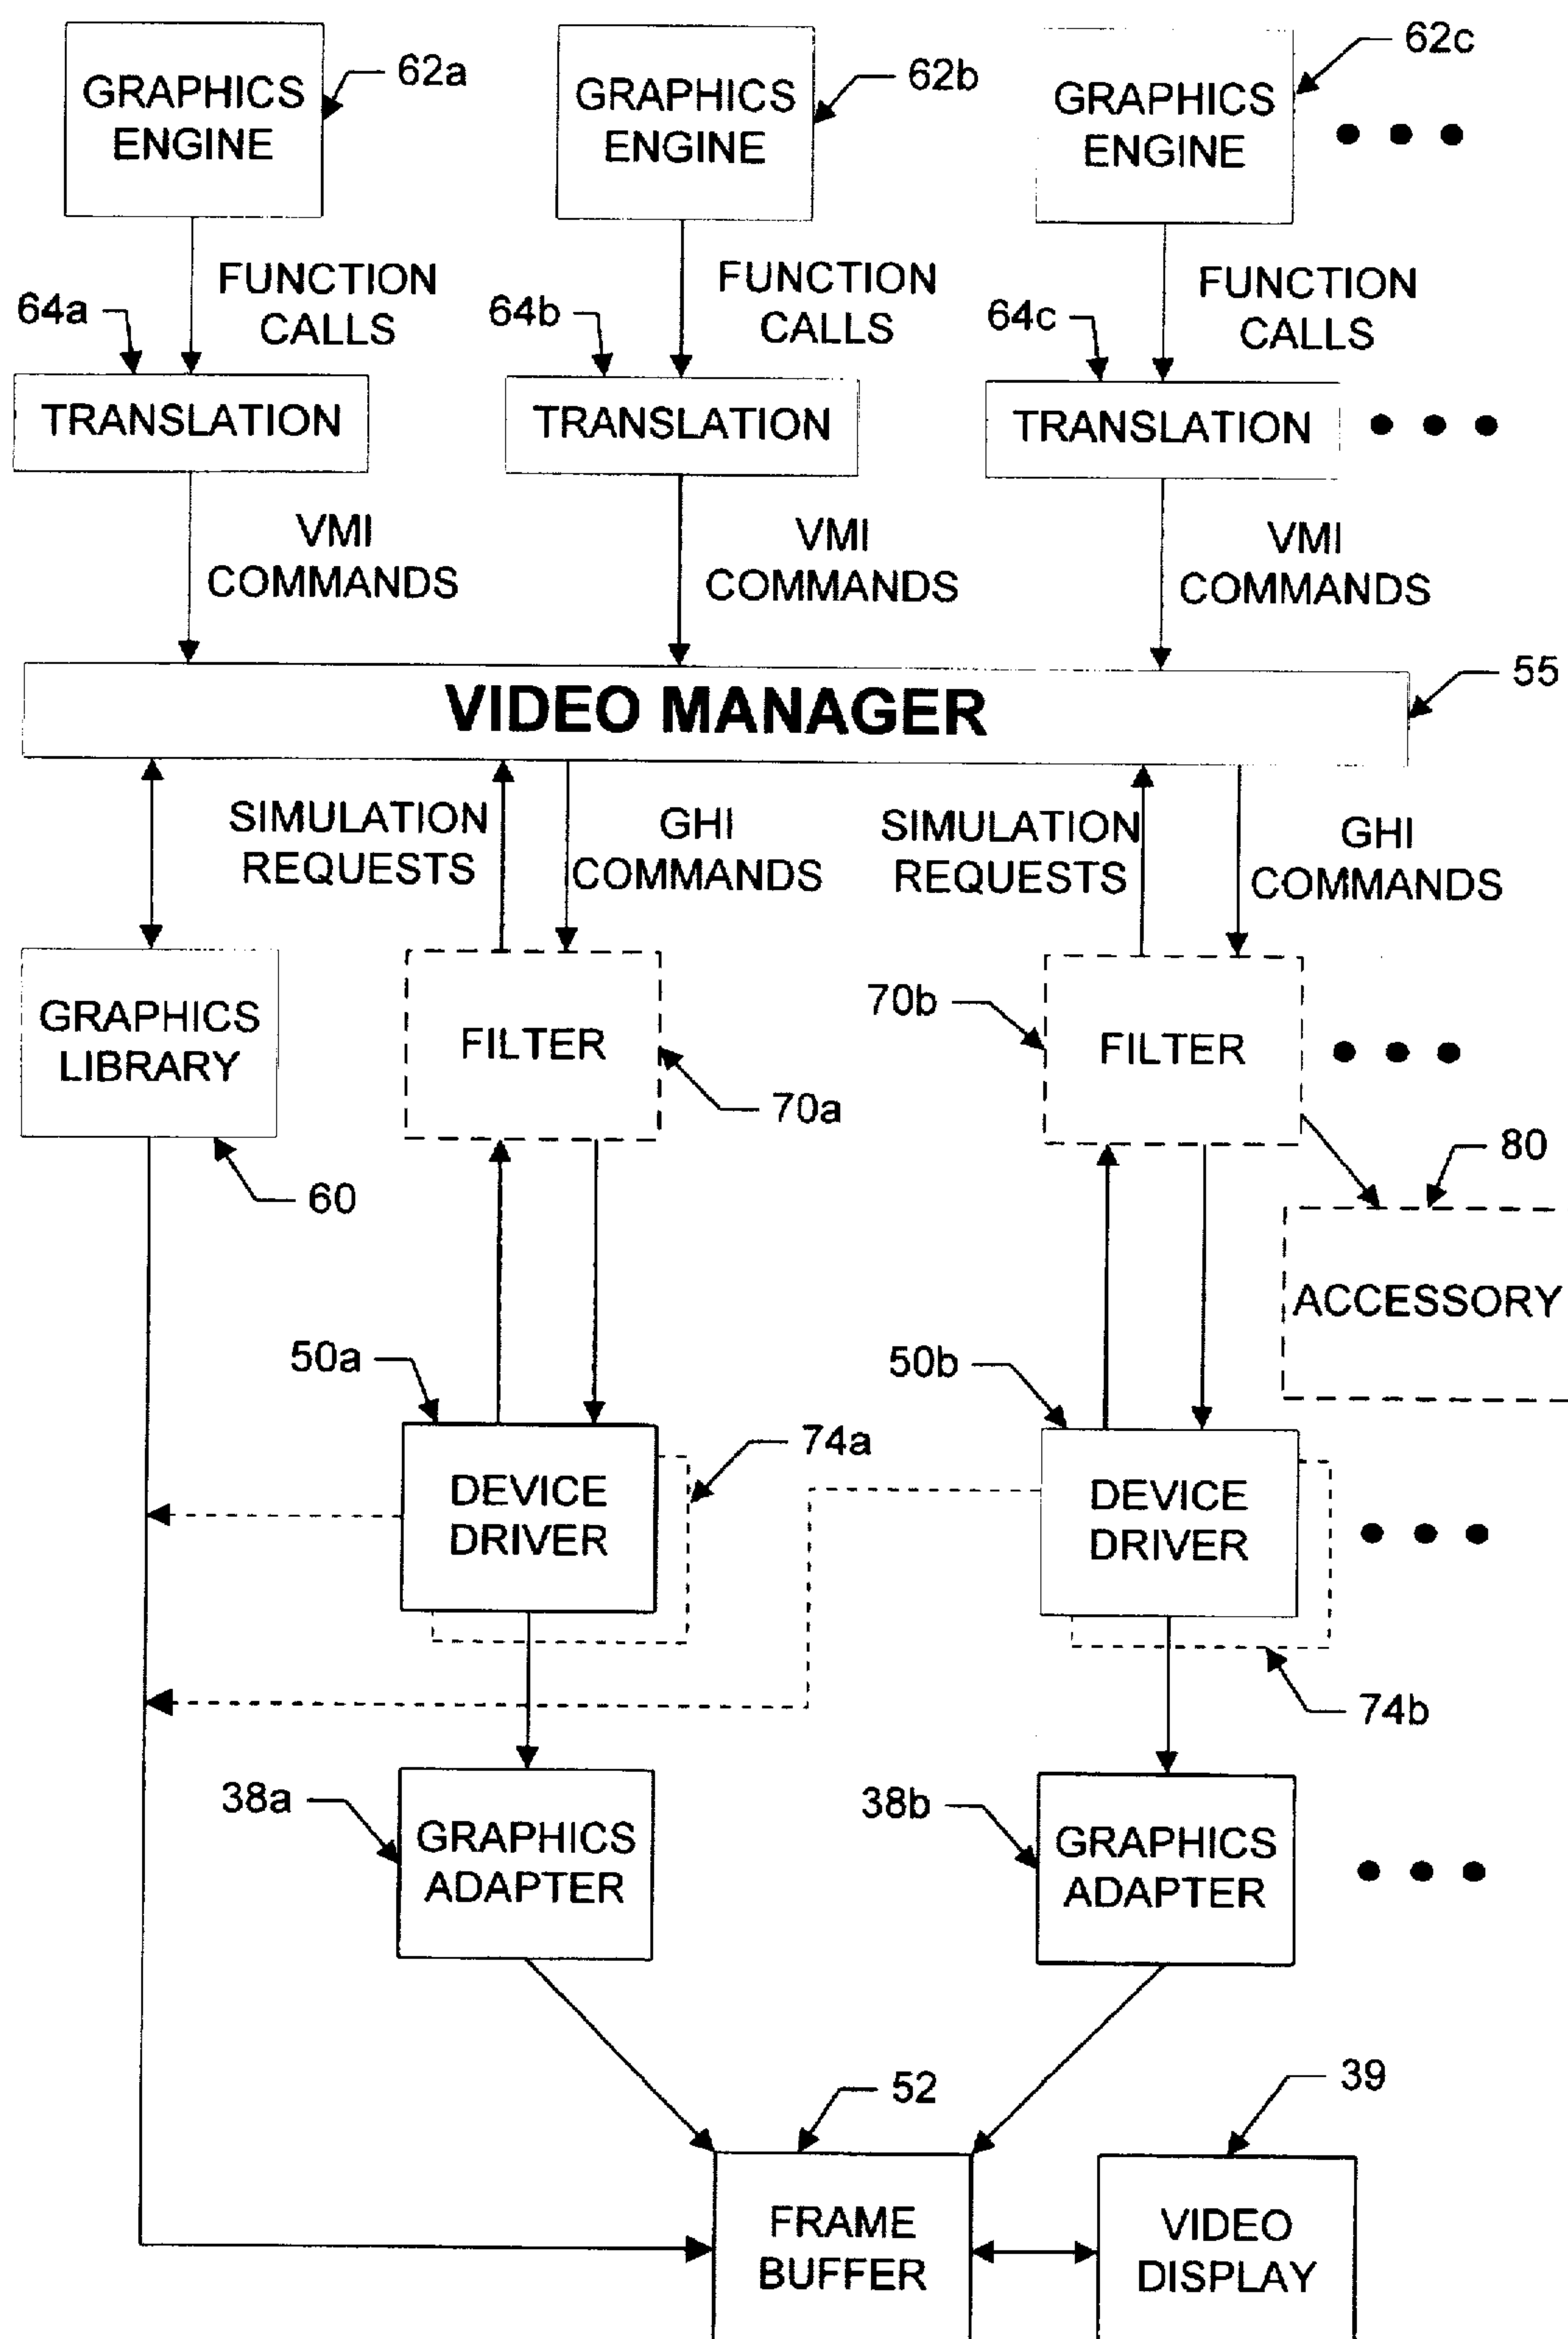 GRAPHICS
ENGINE
62a
GRAPHICS
ENGINE
62b
GRAPHICS
ENGINE
62c
FUNCTION
CALLS
FUNCTION
CALLS
FUNCTION
CALLS
64a
64b
64c
TRANSLATION
TRANSLATION
TRANSLATION
VMI
COMMANDS
VMI
COMMANDS
VMI
COMMANDS
VIDEO MANAGER
55
SIMULATION
REQUESTS
GHI
COMMANDS
SIMULATION
REQUESTS
GHI
COMMANDS
GRAPHICS
LIBRARY
60
FILTER
70a
FILTER
70b
80
ACCESSORY
50a
50b
DEVICE
DRIVER
74a
DEVICE
DRIVER
74b
38a
GRAPHICS
ADAPTER
38b
GRAPHICS
ADAPTER
52
39
FRAME
BUFFER
VIDEO
DISPLAY